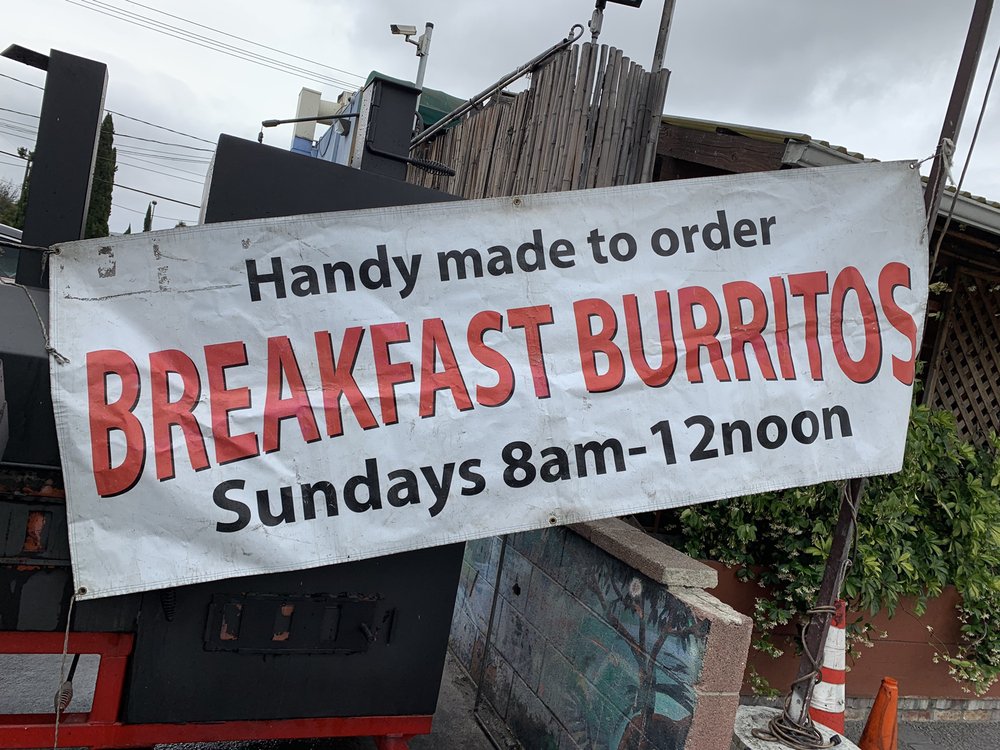 Handy made to order
BREAKFAST BURRITOS
Sundays 8am-12noon